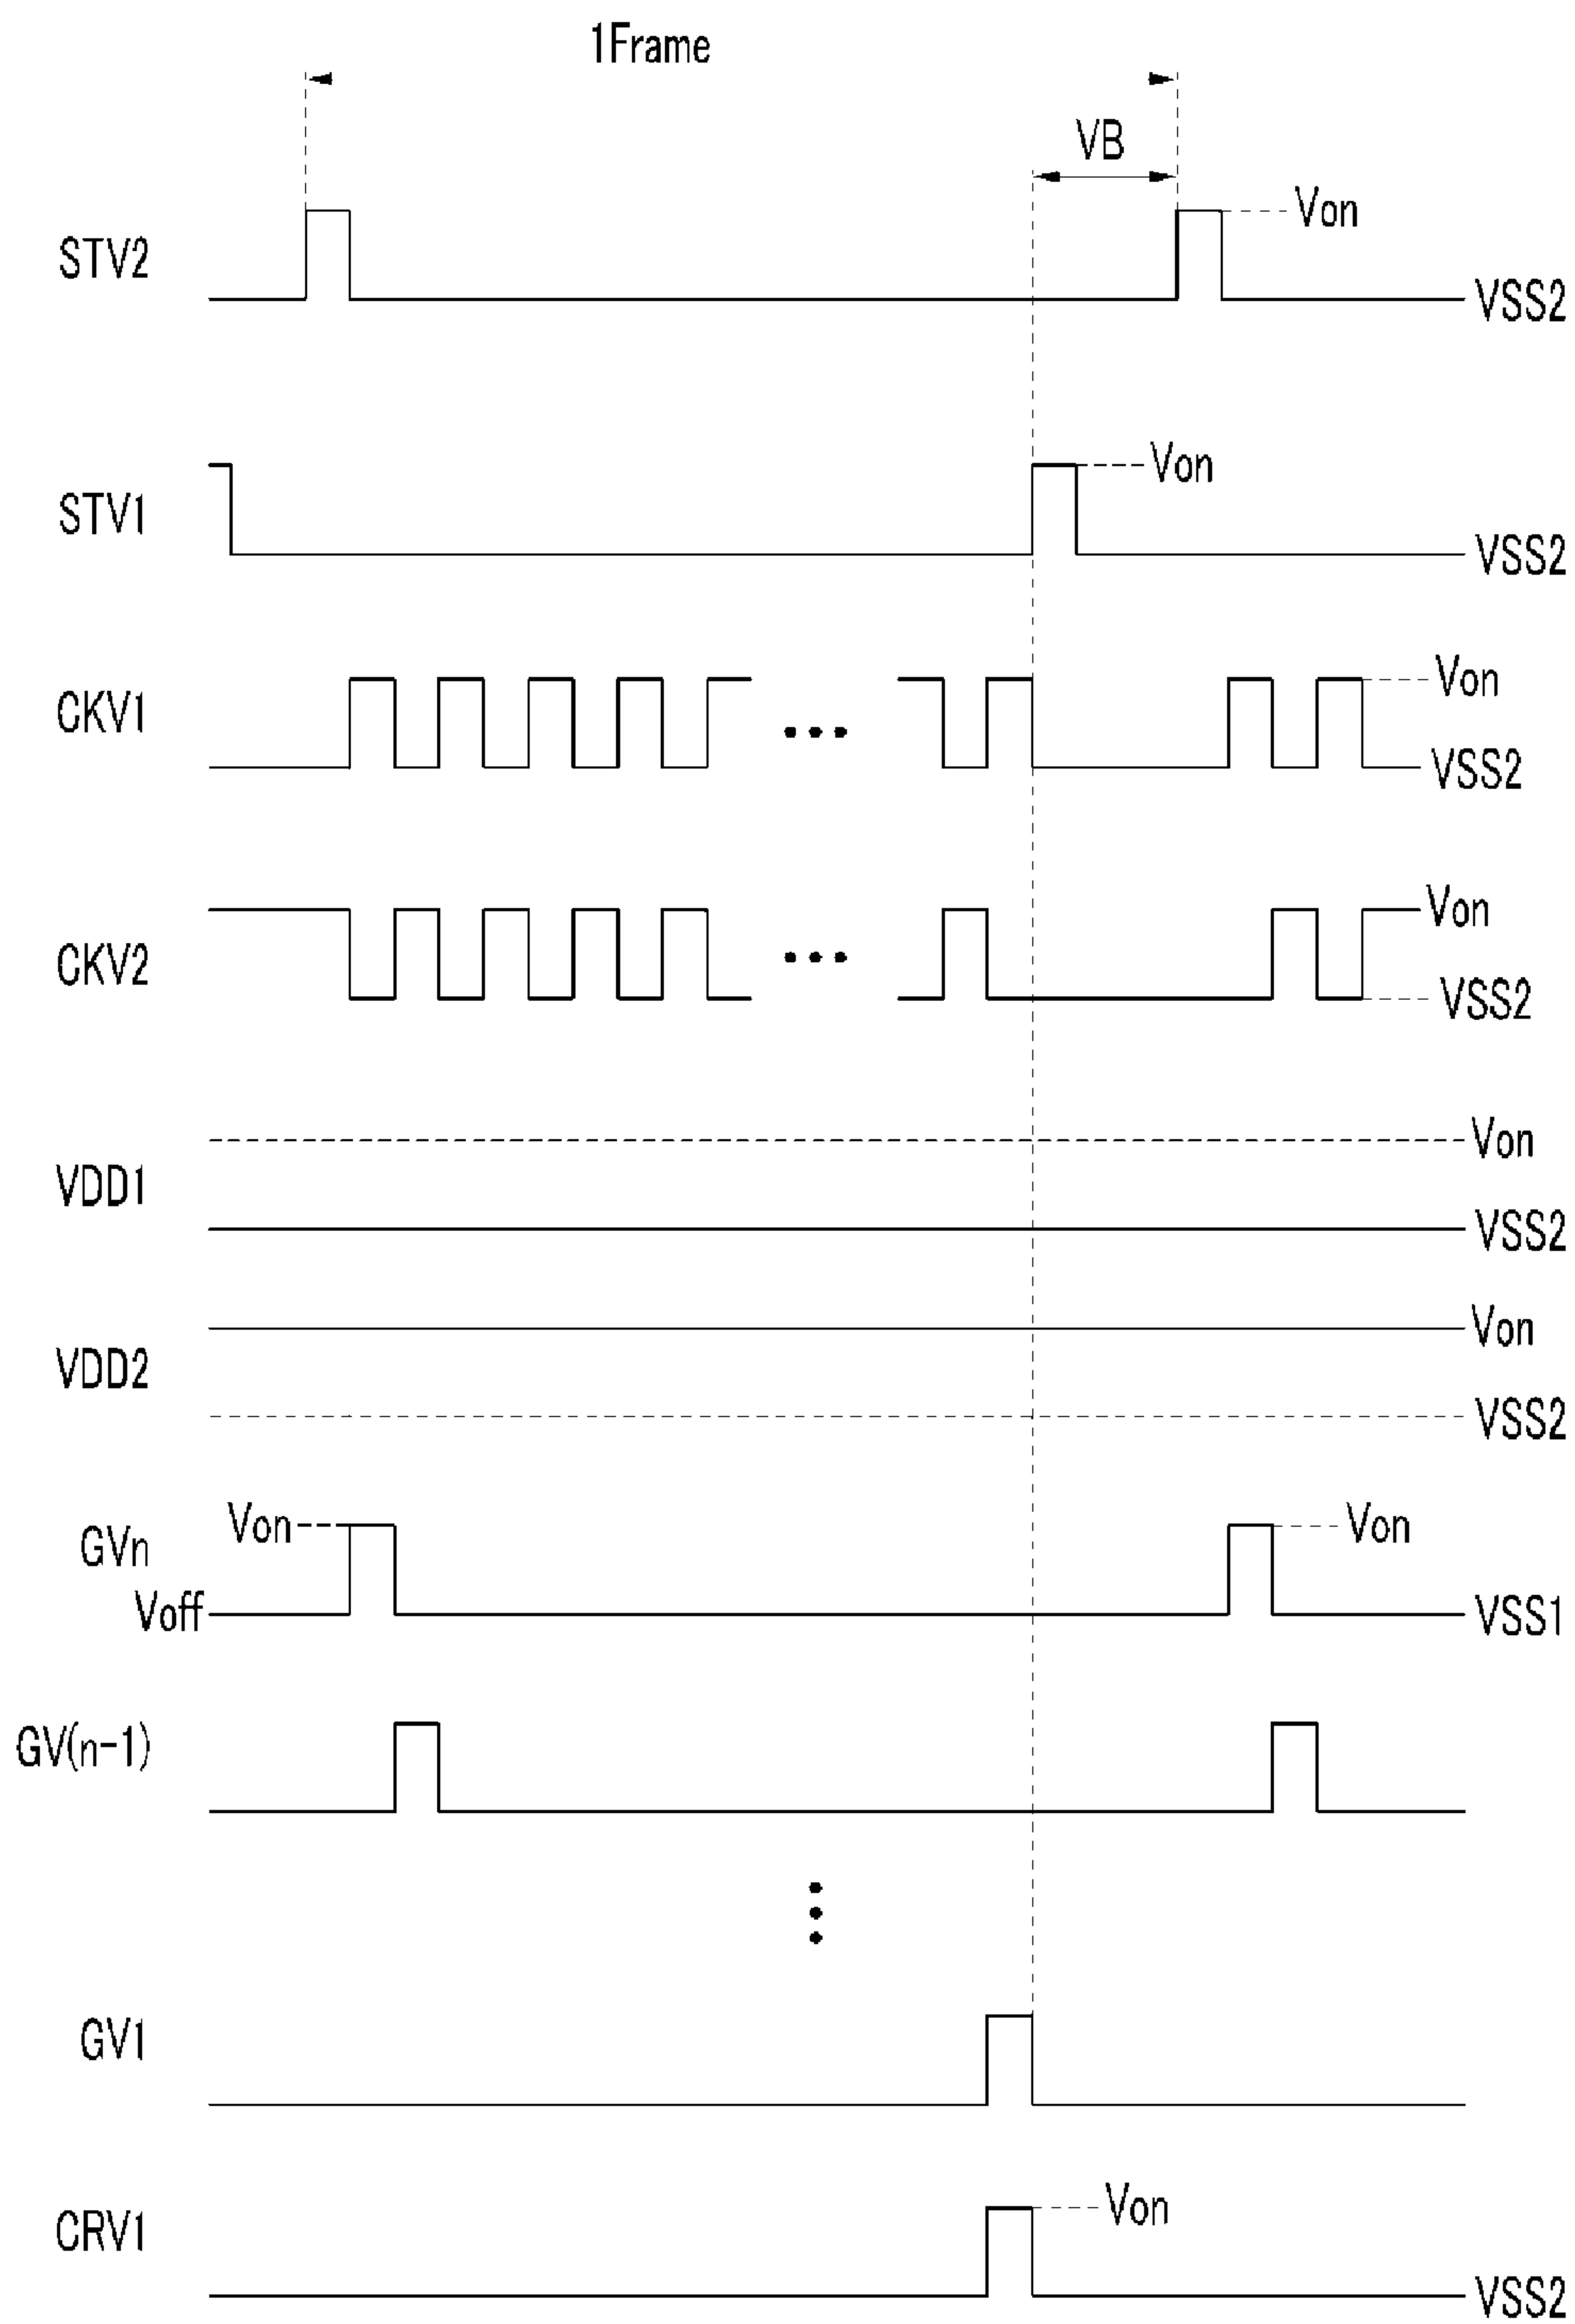 1Frame
VB
STV2
Von
VSS2
STV1
Von
VSS2
CKV1
Von
VSS2
CKV2
Von
VSS2
VDD1
Von
VSS2
VDD2
Von
VSS2
GVn
Von
Von
Voff
VSS1
GV(n-1)
GV1
CRV1
Von
VSS2